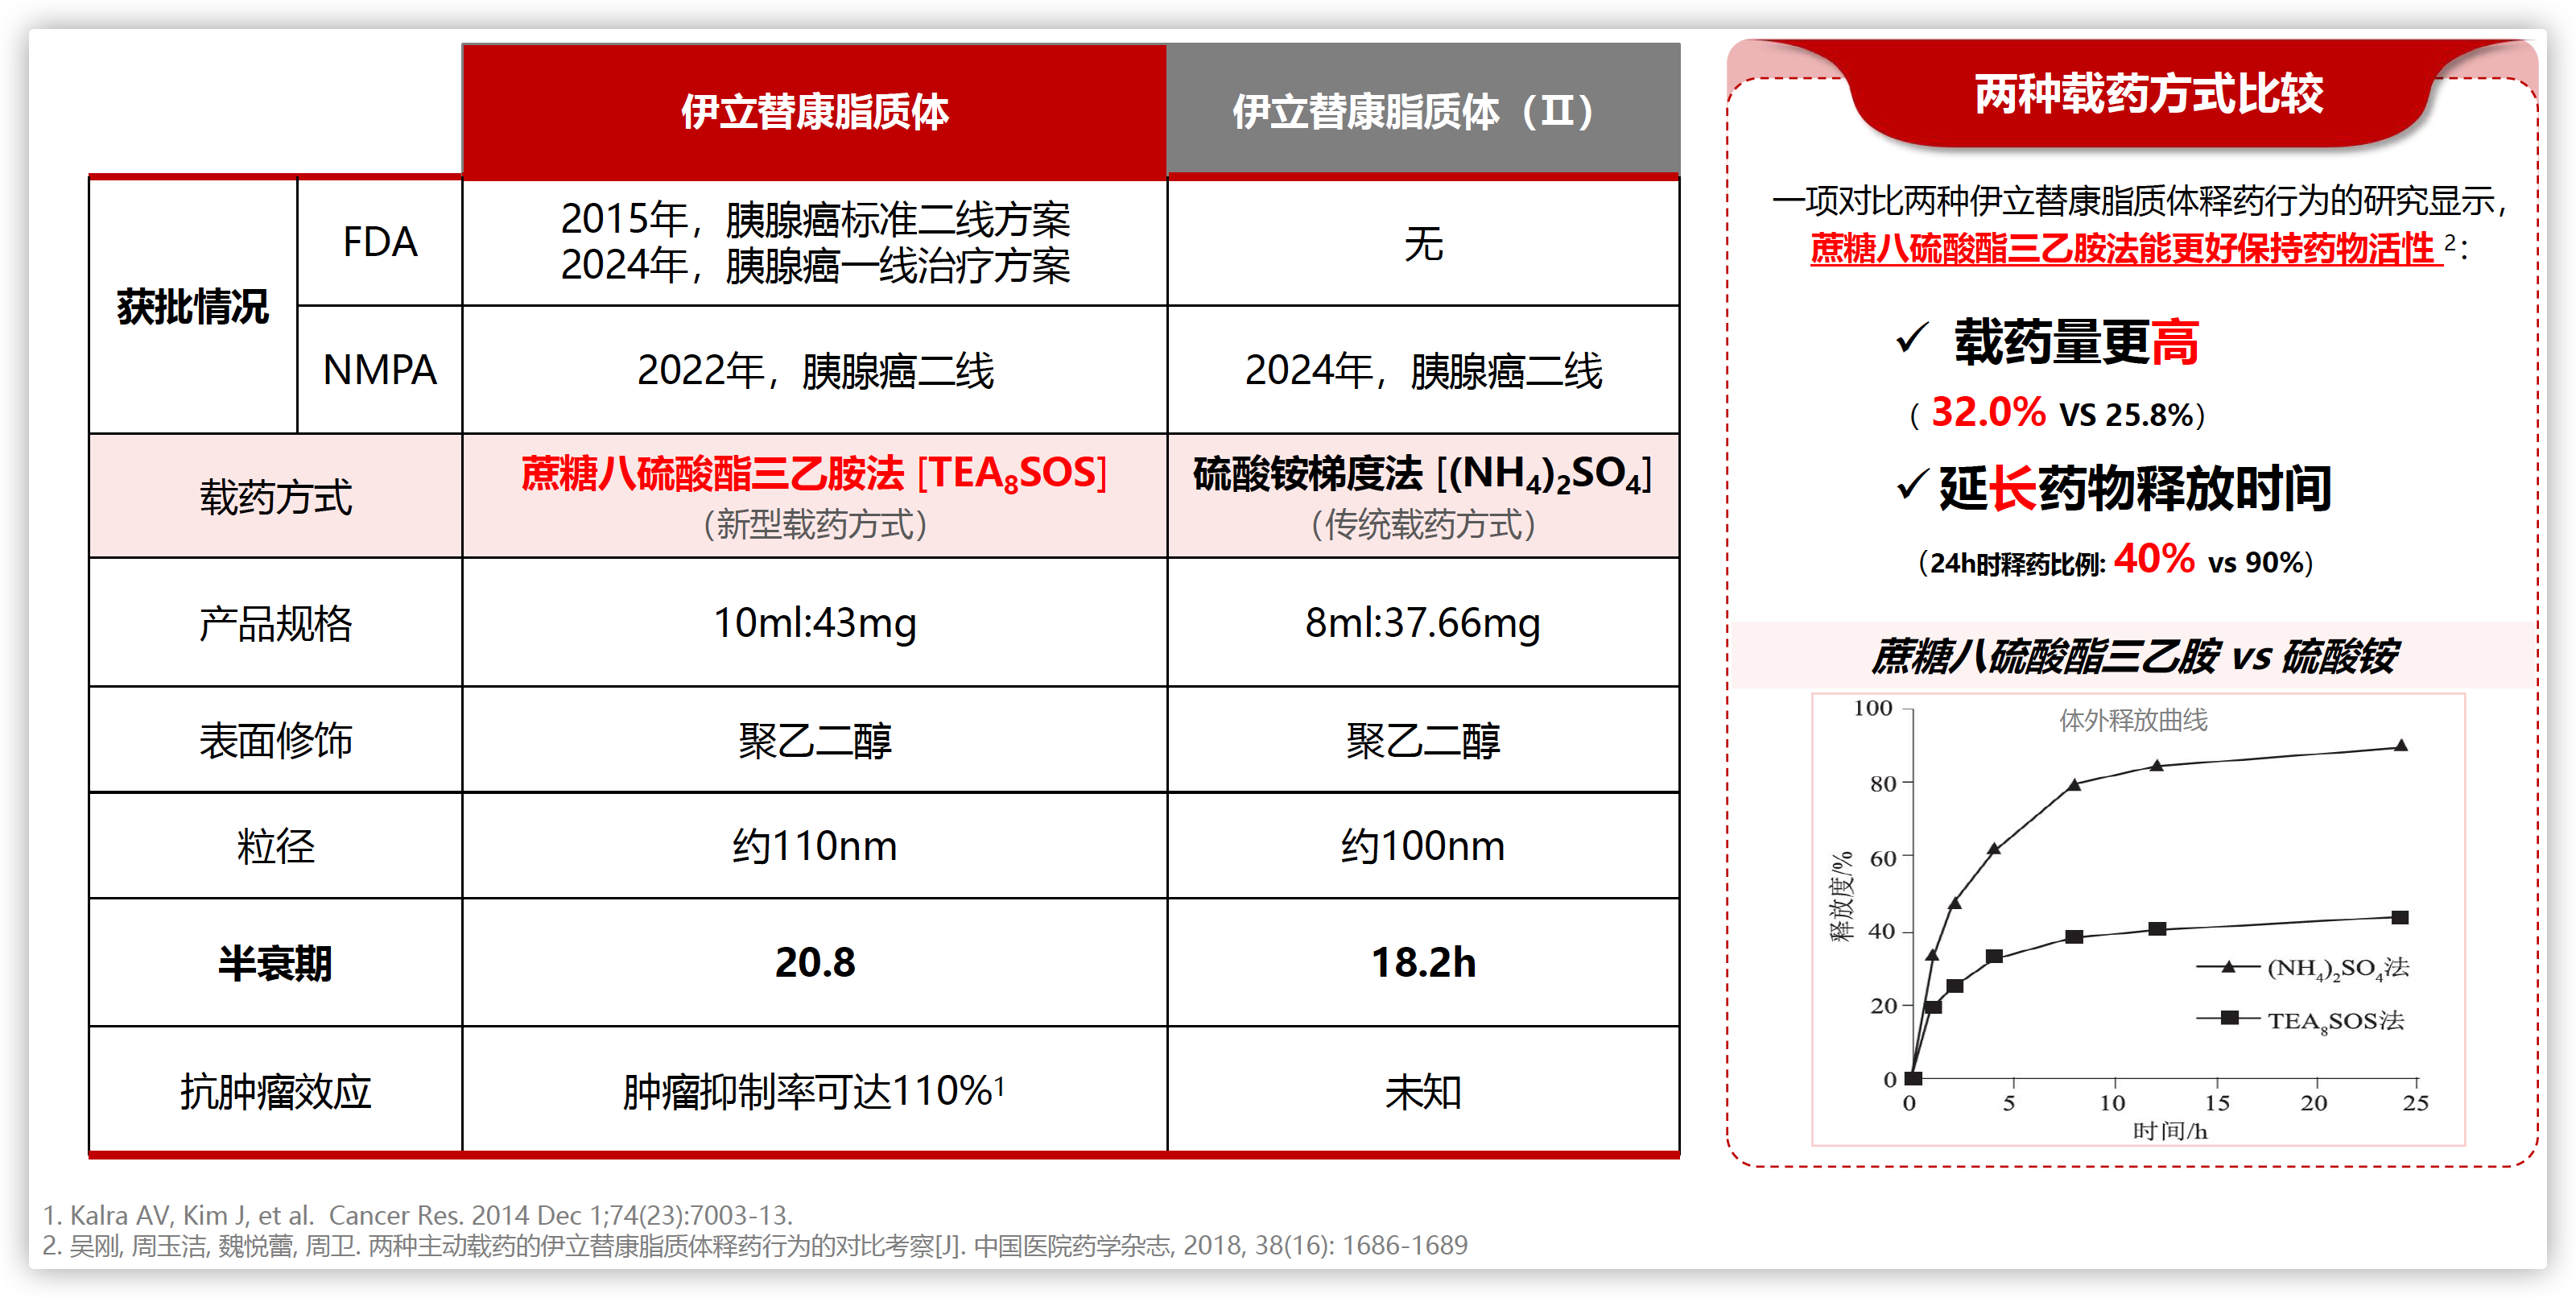 伊立替康脂质体
伊立替康脂质体（Ⅱ）
获批情况
FDA
2015年，胰腺癌标准二线方案
2024年，胰腺癌一线治疗方案
无
NMPA
2022年，胰腺癌二线
2024年，胰腺癌二线
载药方式
蔗糖八硫酸酯三乙胺法 [TEA₈SOS]
（新型载药方式）
硫酸铵梯度法 [(NH₄)₂SO₄]
（传统载药方式）
产品规格
10ml:43mg
8ml:37.66mg
表面修饰
聚乙二醇
聚乙二醇
粒径
约110nm
约100nm
半衰期
20.8
18.2h
抗肿瘤效应
肿瘤抑制率可达110%¹
未知
两种载药方式比较
一项对比两种伊立替康脂质体释药行为的研究显示，
蔗糖八硫酸酯三乙胺法能更好保持药物活性 ²：
✓ 载药量更高
（ 32.0% VS 25.8%）
✓ 延长药物释放时间
（24h时释药比例: 40% vs 90%）
蔗糖八硫酸酯三乙胺 vs 硫酸铵
体外释放曲线
100
80
60
40
20
0
释放度/%
(NH₄)₂SO₄法
TEA₈SOS法
0 5 10 15 20 25
时间/h
1. Kalra AV, Kim J, et al. Cancer Res. 2014 Dec 1;74(23):7003-13.
2. 吴刚, 周玉洁, 魏悦蕾, 周卫. 两种主动载药的伊立替康脂质体释药行为的对比考察[J]. 中国医院药学杂志, 2018, 38(16): 1686-1689